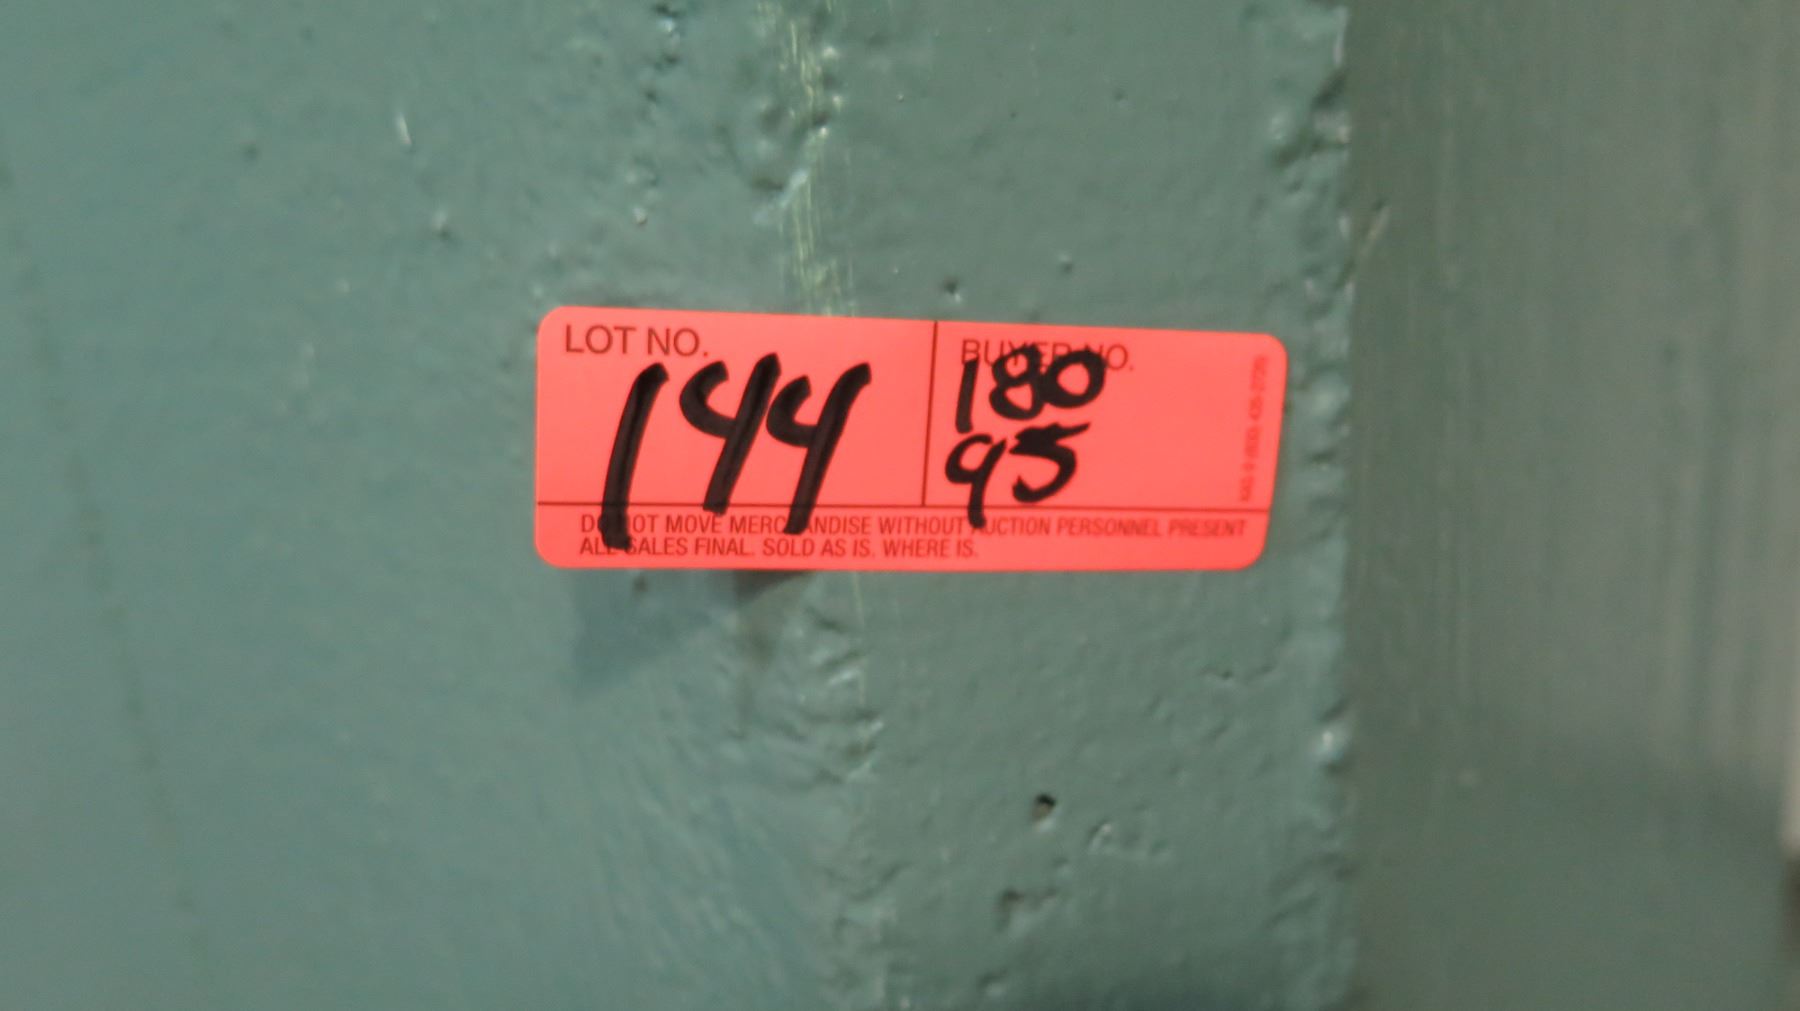 LOT NO.
144
BUYER NO.
180
95
DO NOT MOVE MERCHANDISE WITHOUT AUCTION PERSONNEL PRESENT
ALL SALES FINAL. SOLD AS IS, WHERE IS.